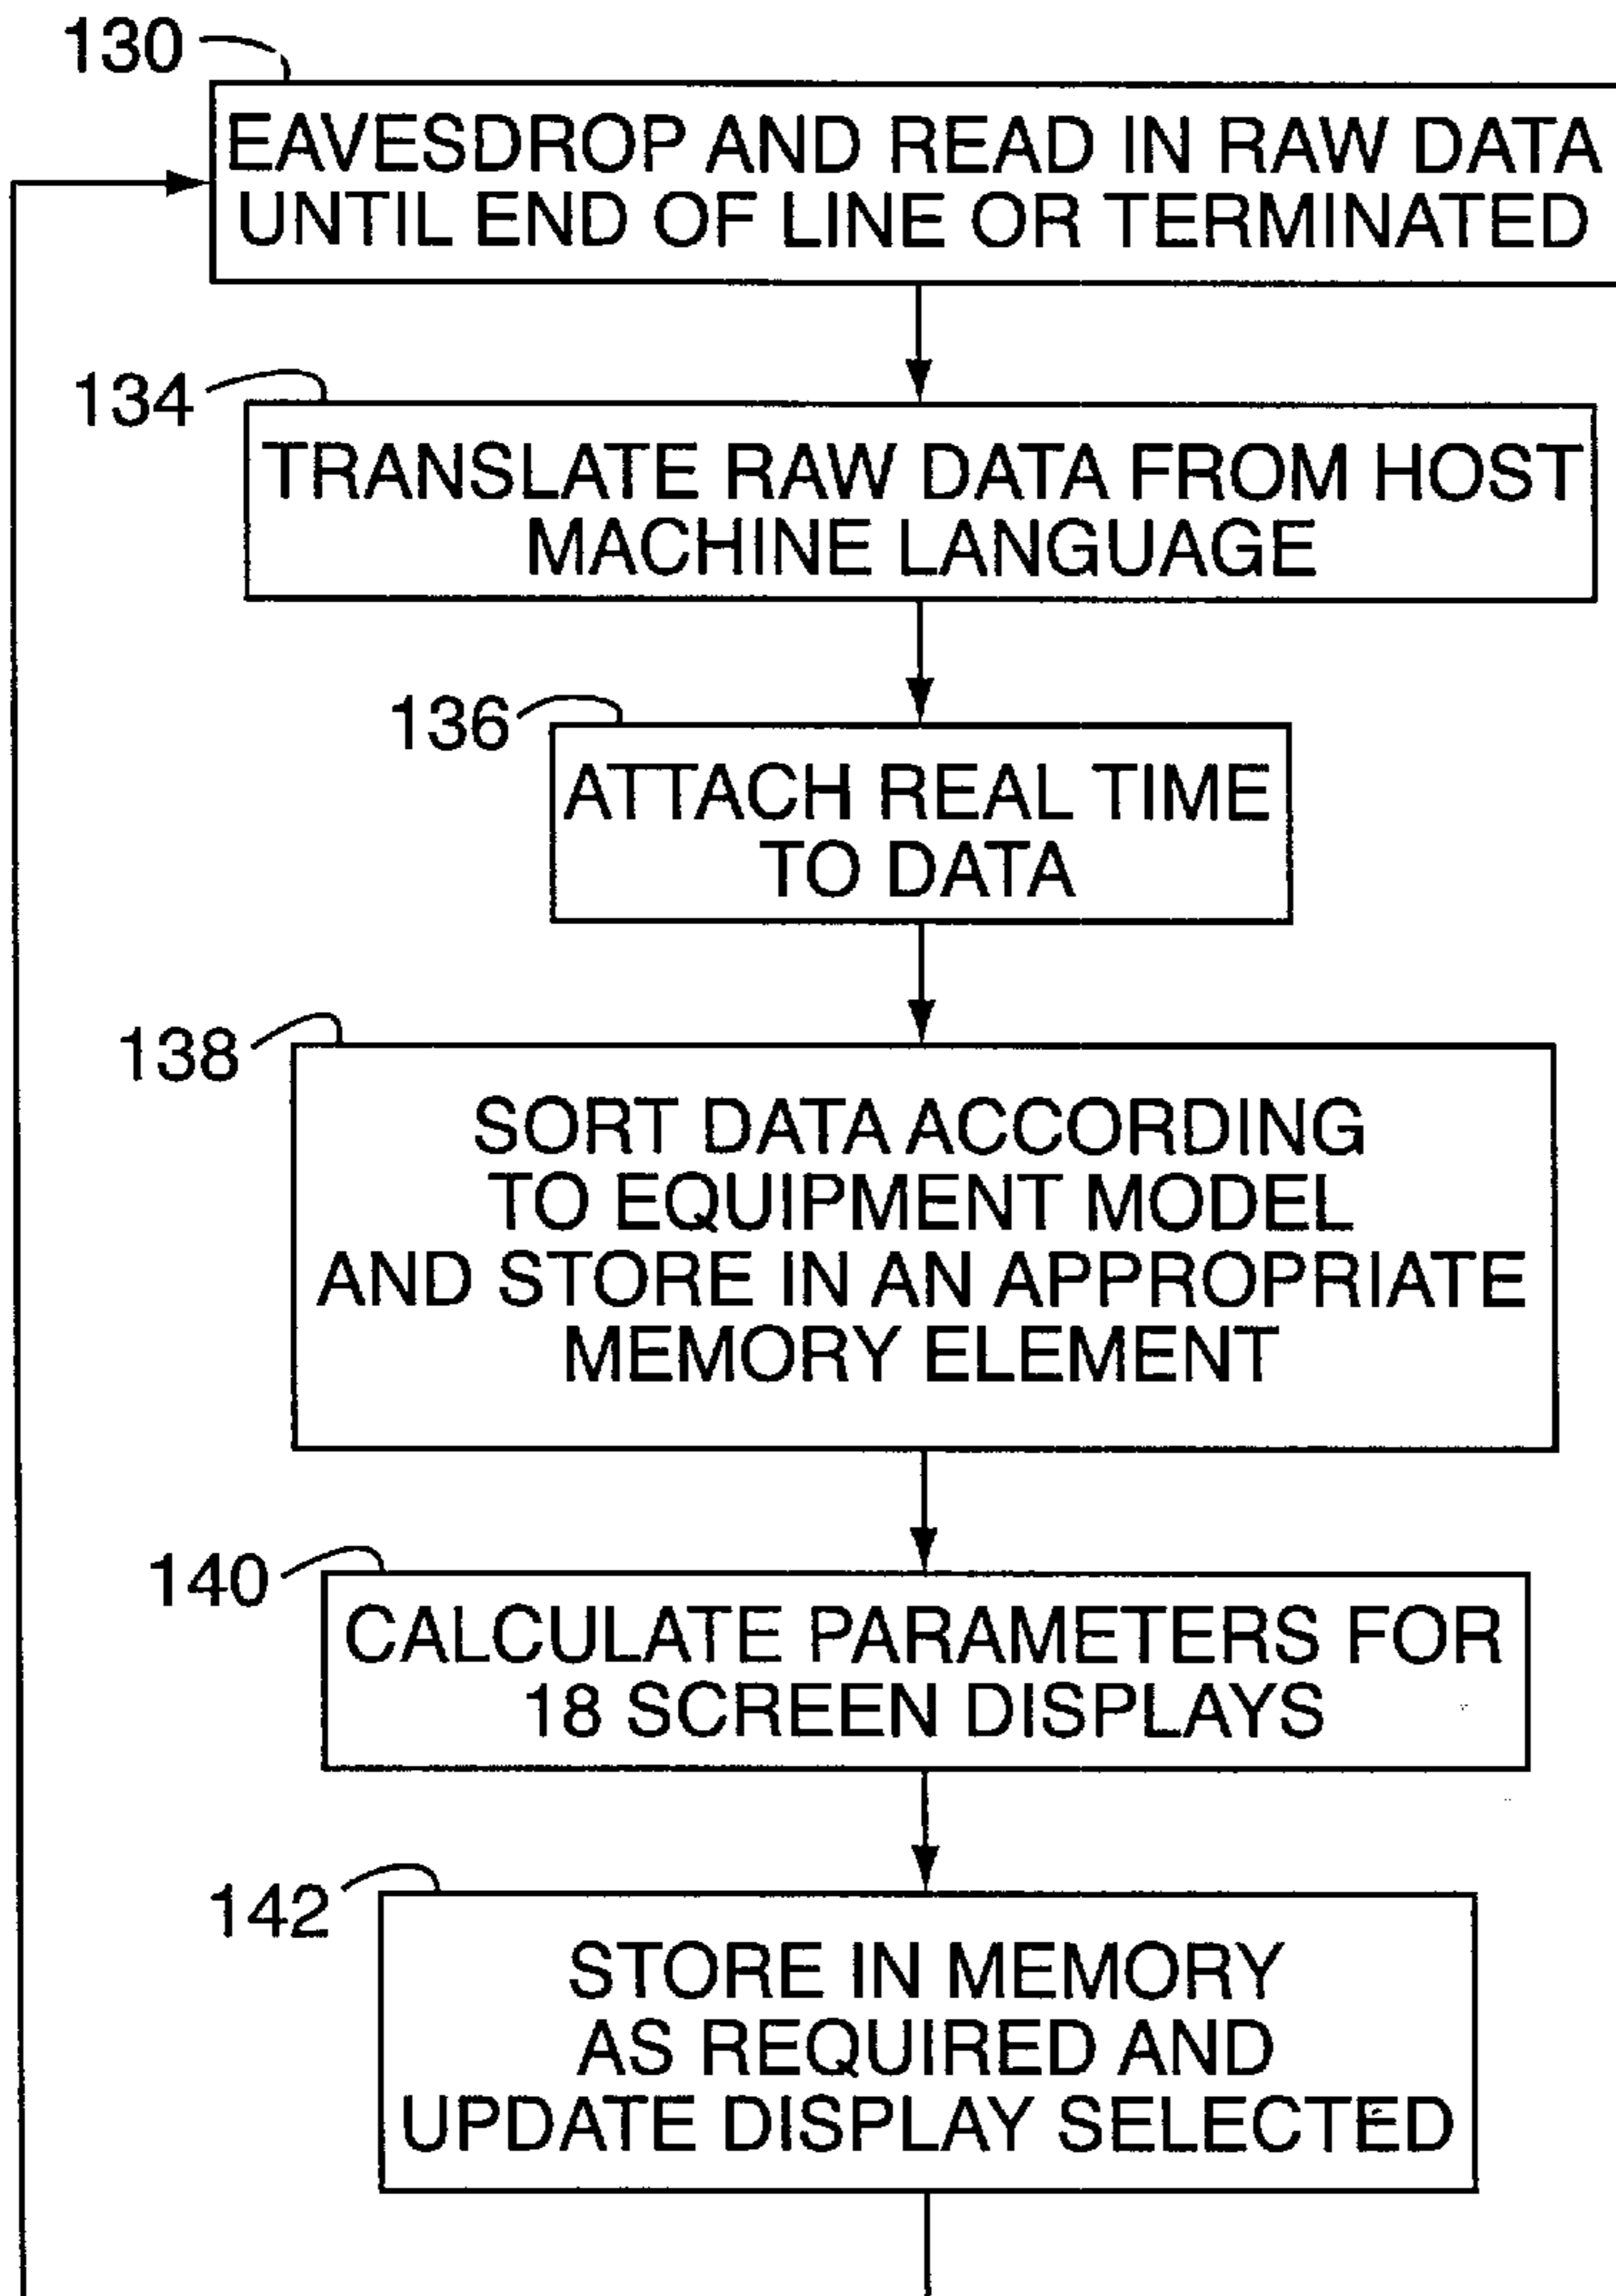 130
EAVESDROP AND READ IN RAW DATA
UNTIL END OF LINE OR TERMINATED
134
TRANSLATE RAW DATA FROM HOST
MACHINE LANGUAGE
136
ATTACH REAL TIME
TO DATA
138
SORT DATA ACCORDING
TO EQUIPMENT MODEL
AND STORE IN AN APPROPRIATE
MEMORY ELEMENT
140
CALCULATE PARAMETERS FOR
18 SCREEN DISPLAYS
142
STORE IN MEMORY
AS REQUIRED AND
UPDATE DISPLAY SELECTED